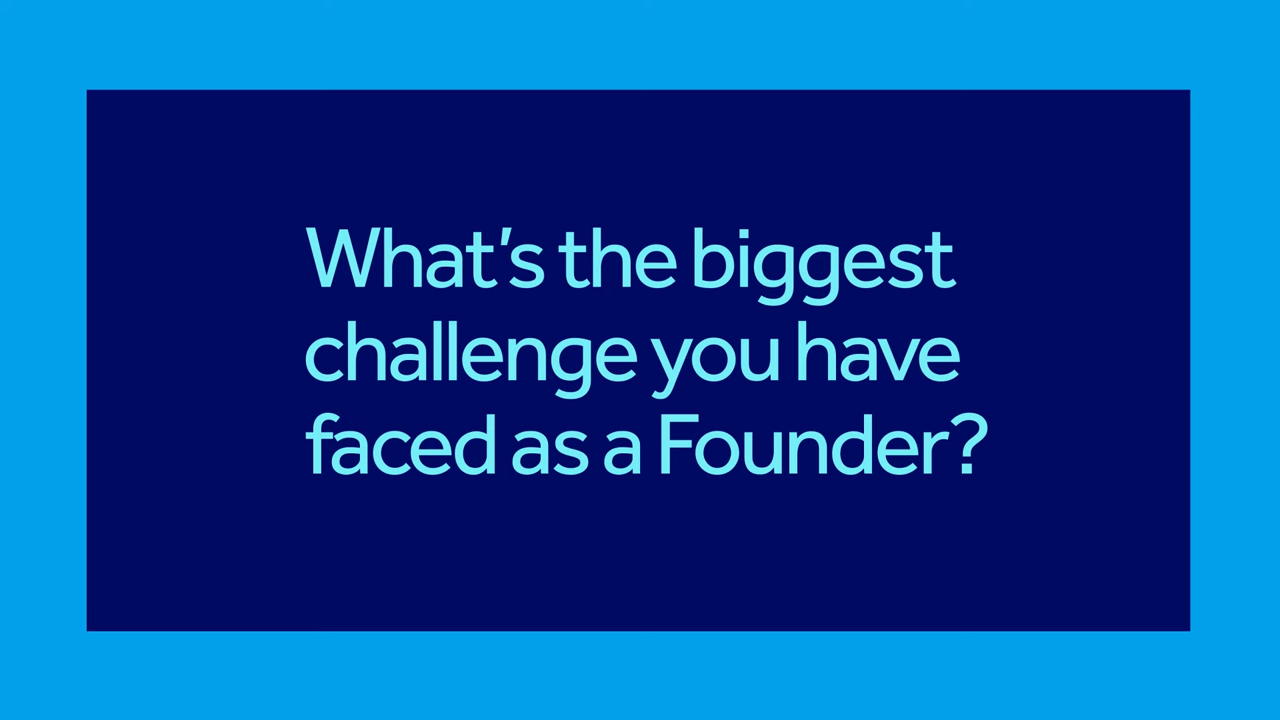 What’s the biggest
challenge you have
faced as a Founder?